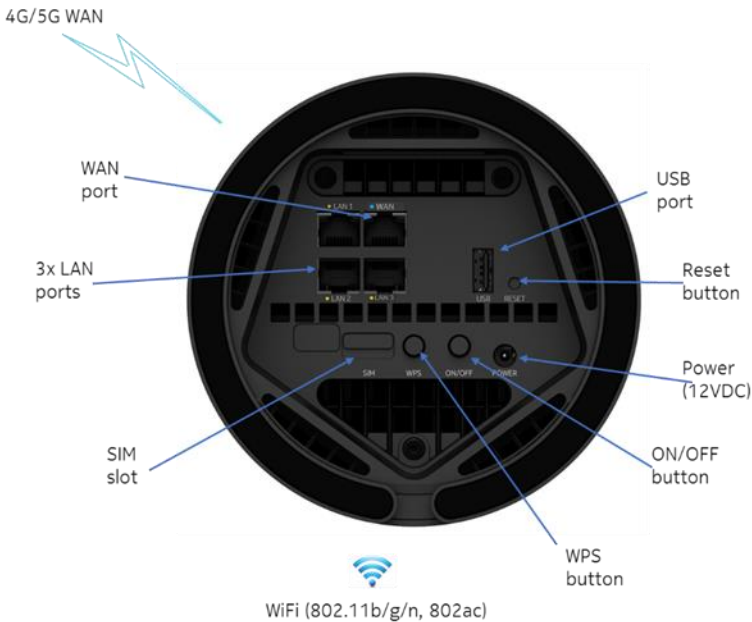 4G/5G WAN
WAN
port
USB
port
LAN 1
WAN
3x LAN
ports
Reset
button
USB
RESET
LAN 2
LAN 3
Power
(12VDC)
SIM
WPS
ON/OFF
POWER
SIM
slot
ON/OFF
button
WPS
button
WiFi (802.11b/g/n, 802ac)